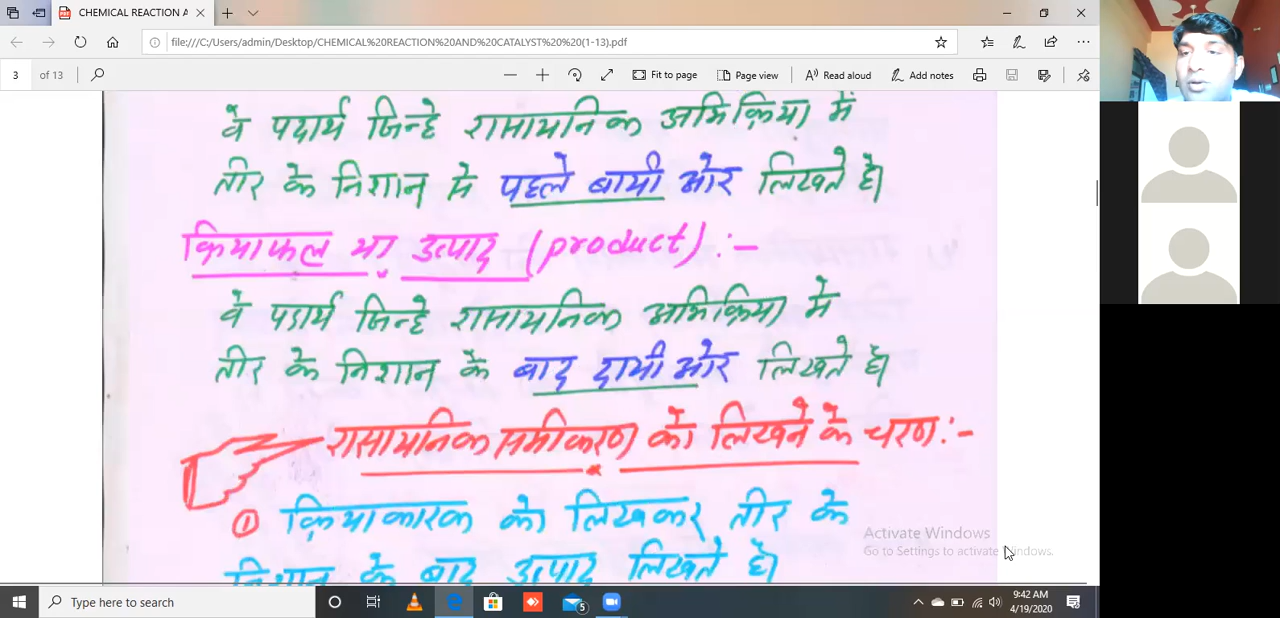 CHEMICAL REACTION A
file:///C:/Users/admin/Desktop/CHEMICAL%20REACTION%20AND%20CATALYST%20%20(1-13).pdf
3 of 13
Fit to page
Page view
Read aloud
Add notes
वे पदार्थ जिन्हे रासायनिक अभिक्रिया में
तीर के निशान मे पहले बायी ओर लिखते है।
क्रियाफल या उत्पाद (product) :-
वे पदार्थ जिन्हे रासायनिक अभिक्रिया में
तीर के निशान के बाद दायी ओर लिखते है।
रासायनिक समीकरण को लिखने के चरण :-
① क्रियाकारक को लिखकर तीर के
निशान के बाद उत्पाद लिखते है।
Activate Windows
Go to Settings to activate Windows.
Type here to search
5
9:42 AM
4/19/2020